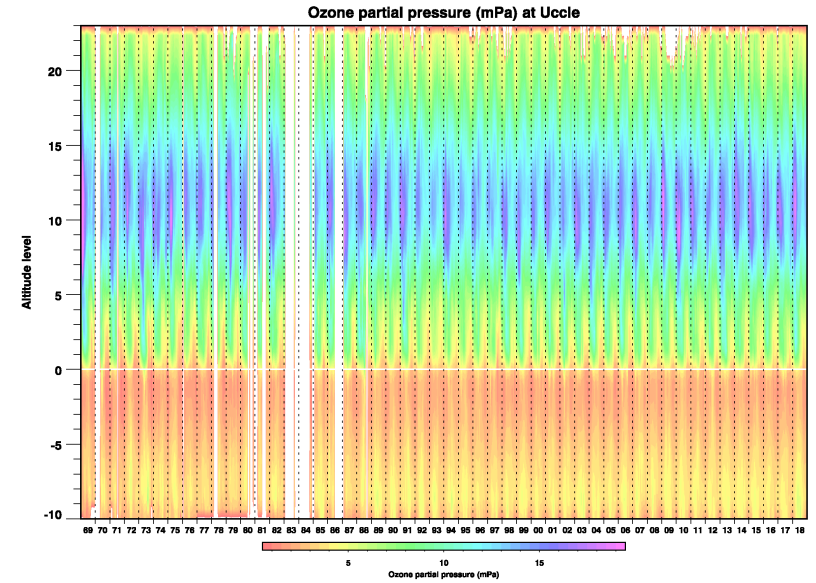 Ozone partial pressure (mPa) at Uccle
20
15
10
5
0
-5
-10
Altitude level
69 70 71 72 73 74 75 76 77 78 79 80 81 82 83 84 85 86 87 88 89 90 91 92 93 94 95 96 97 98 99 00 01 02 03 04 05 06 07 08 09 10 11 12 13 14 15 16 17 18
5 10 15
Ozone partial pressure (mPa)